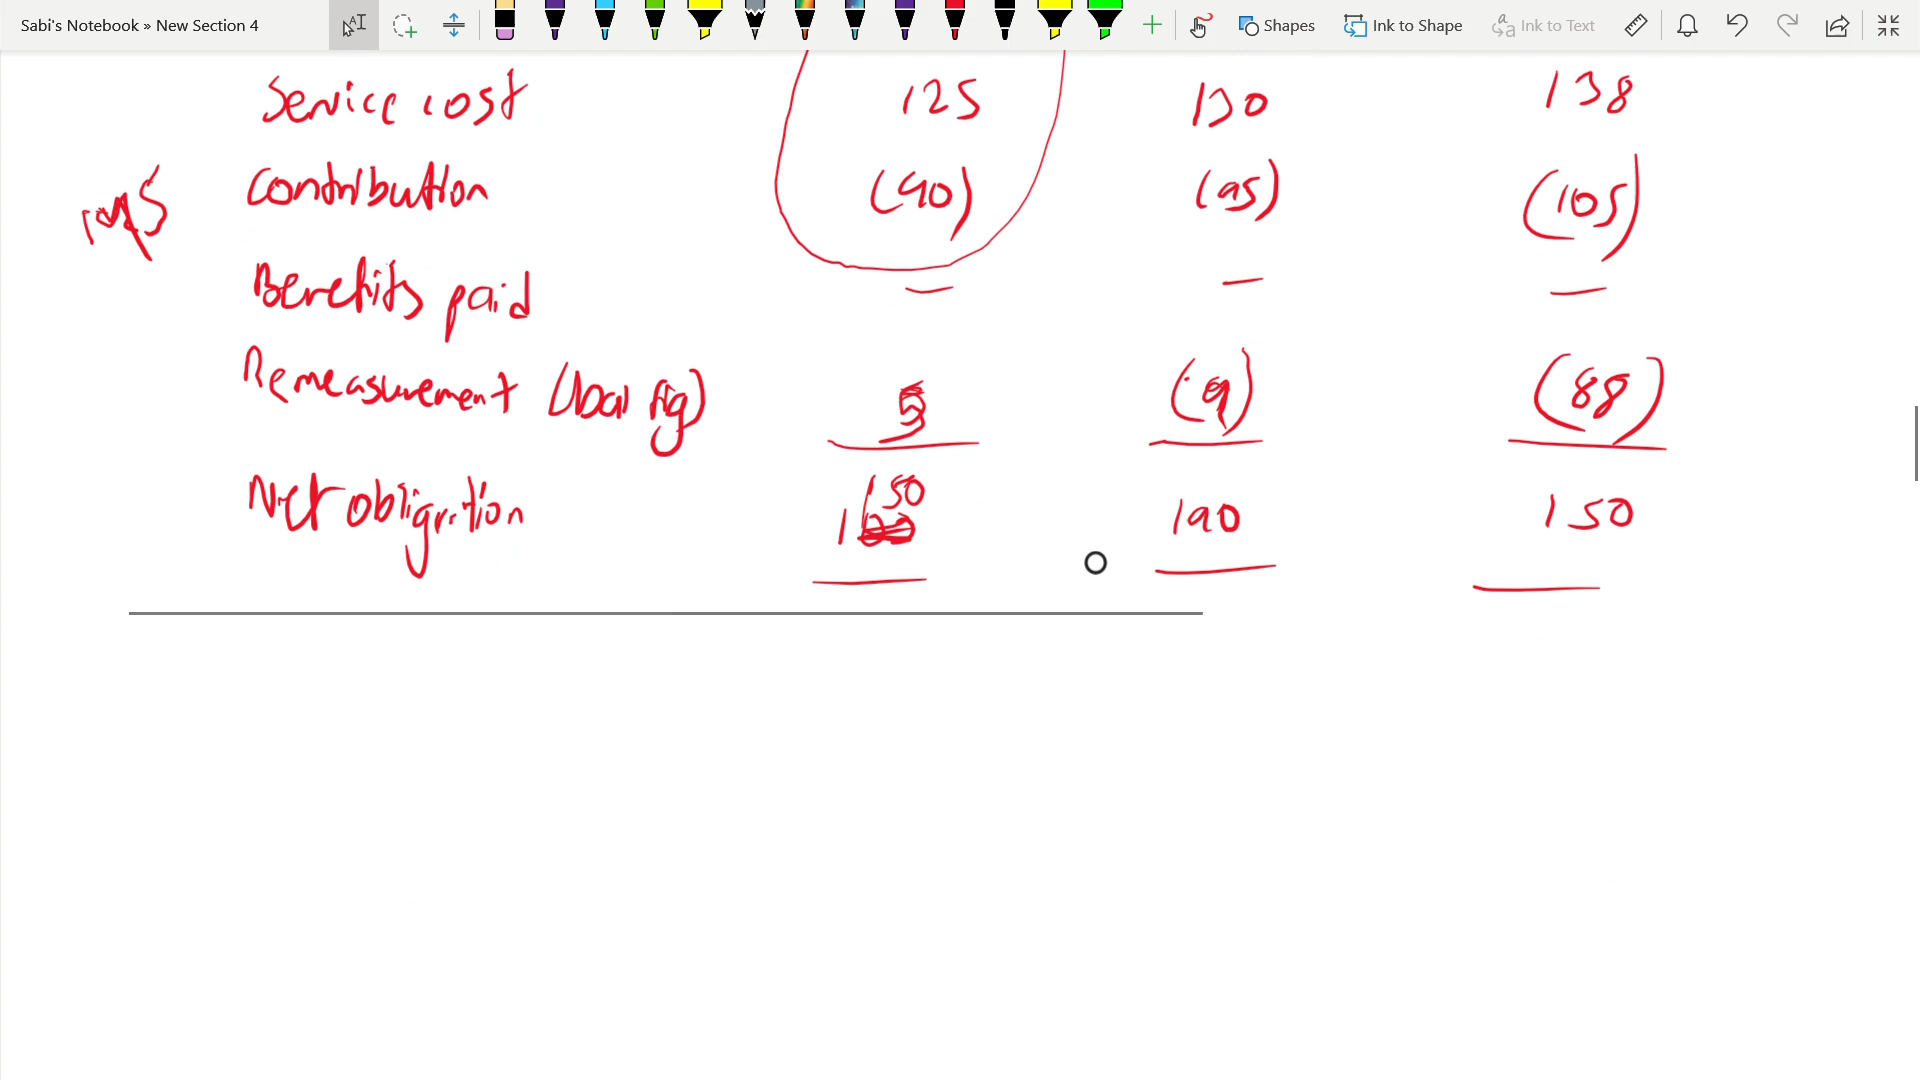 Sabi's Notebook » New Section 4 Shapes Ink to Shape Ink to Text
Service cost 125 130 138
Contribution (90) (95) (105)
Benefits paid — — —
Remeasurement (bal fig) 5 (9) (88)
Net obligation 150 190 150